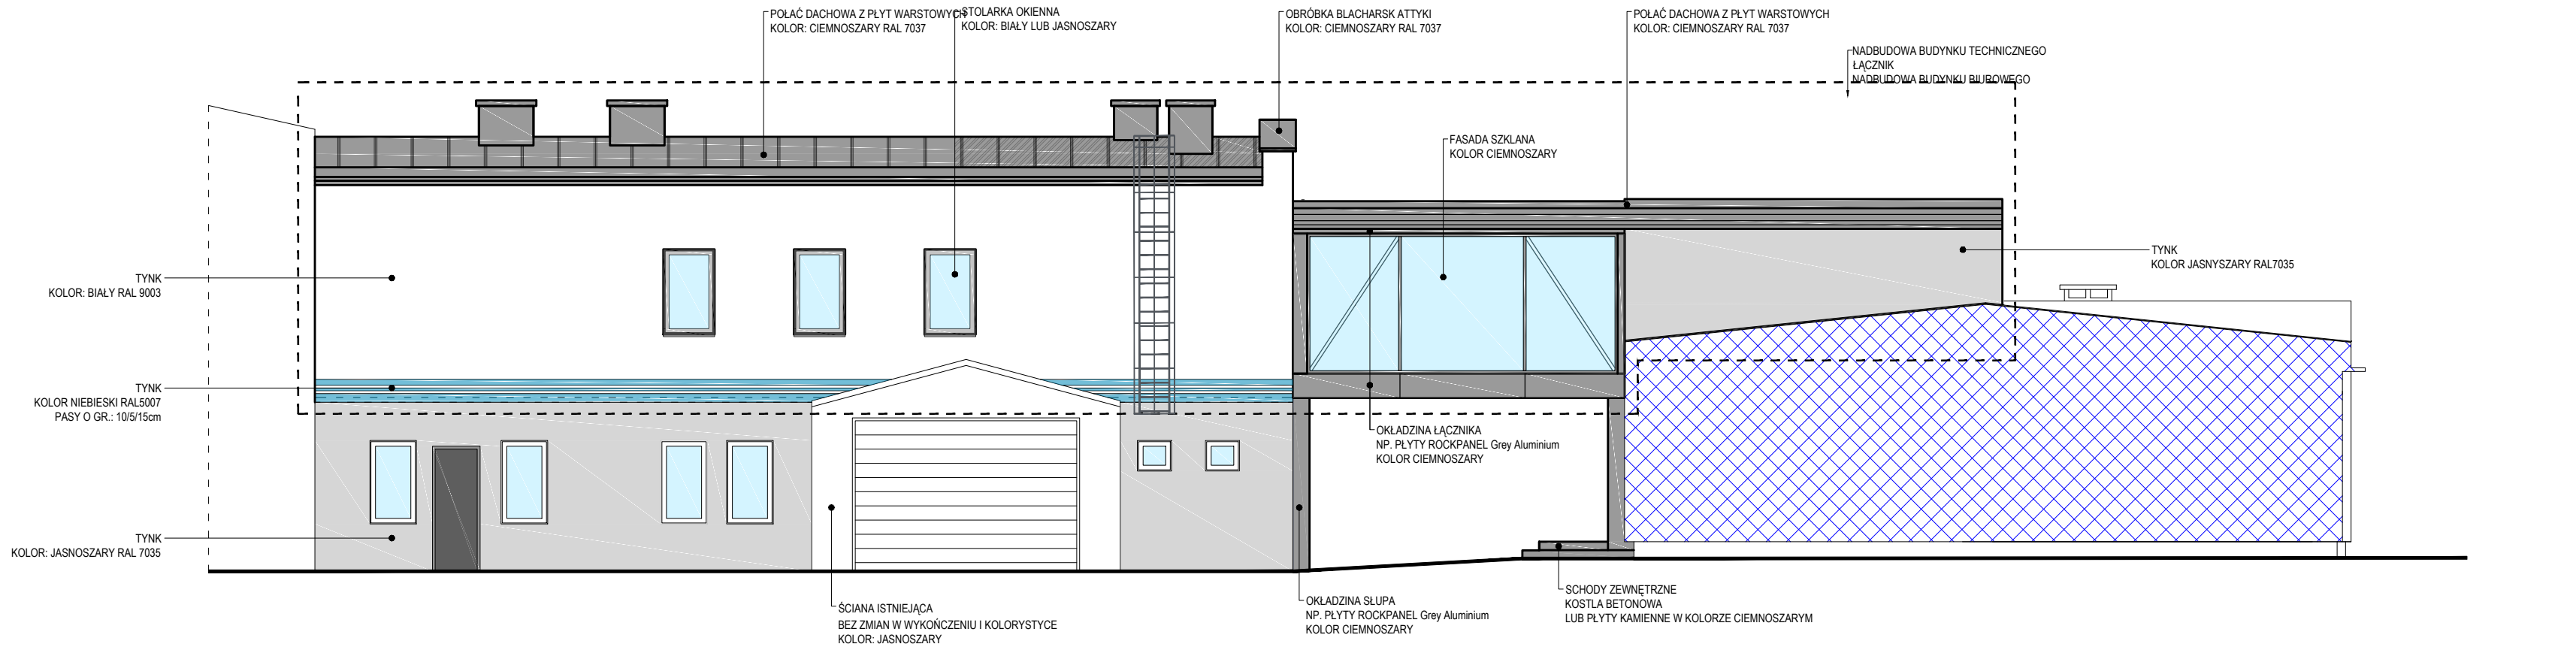 POŁAĆ DACHOWA Z PŁYT WARSTOWYCH
KOLOR: CIEMNOSZARY RAL 7037
STOLARKA OKIENNA
KOLOR: BIAŁY LUB JASNOSZARY
OBRÓBKA BLACHARSK ATTYKI
KOLOR: CIEMNOSZARY RAL 7037
POŁAĆ DACHOWA Z PŁYT WARSTOWYCH
KOLOR: CIEMNOSZARY RAL 7037
NADBUDOWA BUDYNKU TECHNICZNEGO
ŁĄCZNIK
NADBUDOWA BUDYNKU BIUROWEGO
FASADA SZKLANA
KOLOR CIEMNOSZARY
TYNK
KOLOR JASNYSZARY RAL7035
TYNK
KOLOR: BIAŁY RAL 9003
TYNK
KOLOR NIEBIESKI RAL5007
PASY O GR.: 10/5/15cm
OKŁADZINA ŁĄCZNIKA
NP. PŁYTY ROCKPANEL Grey Aluminium
KOLOR CIEMNOSZARY
TYNK
KOLOR: JASNOSZARY RAL 7035
ŚCIANA ISTNIEJĄCA
BEZ ZMIAN W WYKOŃCZENIU I KOLORYSTYCE
KOLOR: JASNOSZARY
OKŁADZINA SŁUPA
NP. PŁYTY ROCKPANEL Grey Aluminium
KOLOR CIEMNOSZARY
SCHODY ZEWNĘTRZNE
KOSTLA BETONOWA
LUB PŁYTY KAMIENNE W KOLORZE CIEMNOSZARYM